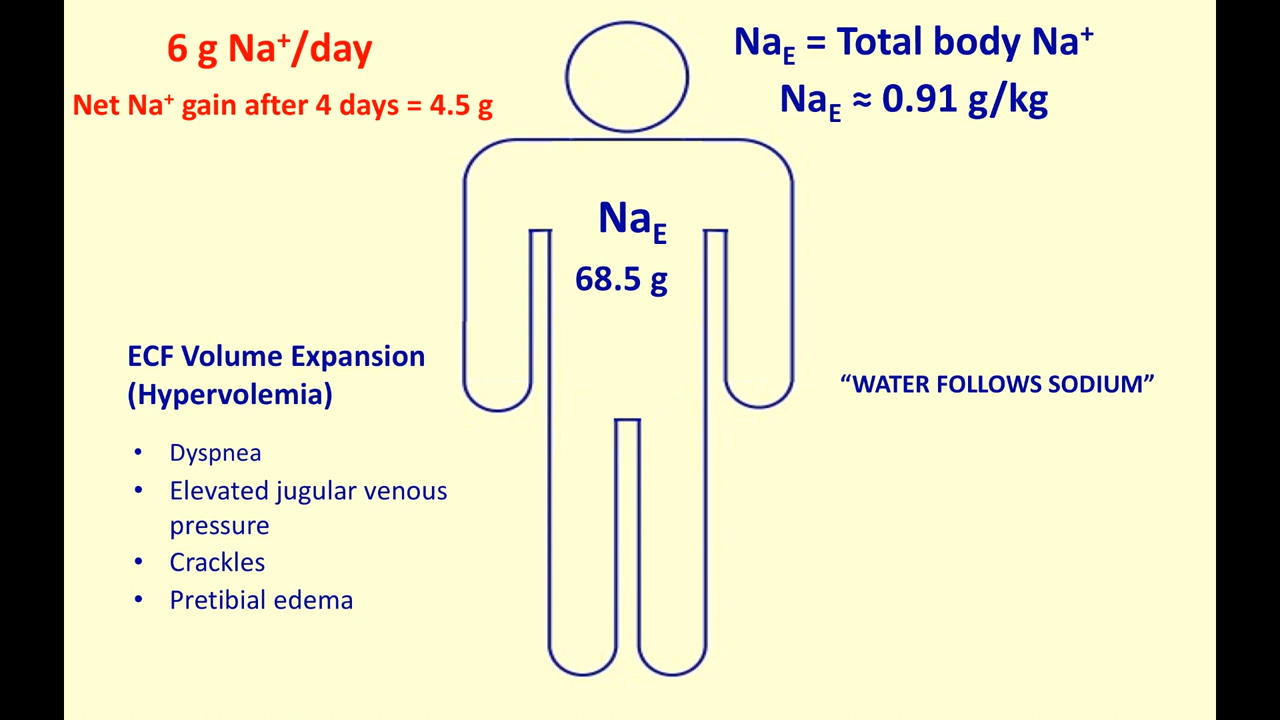 6 g Na⁺/day
Net Na⁺ gain after 4 days = 4.5 g
Na_E = Total body Na⁺
Na_E ≈ 0.91 g/kg
Na_E
68.5 g
ECF Volume Expansion
(Hypervolemia)
• Dyspnea
• Elevated jugular venous
pressure
• Crackles
• Pretibial edema
“WATER FOLLOWS SODIUM”